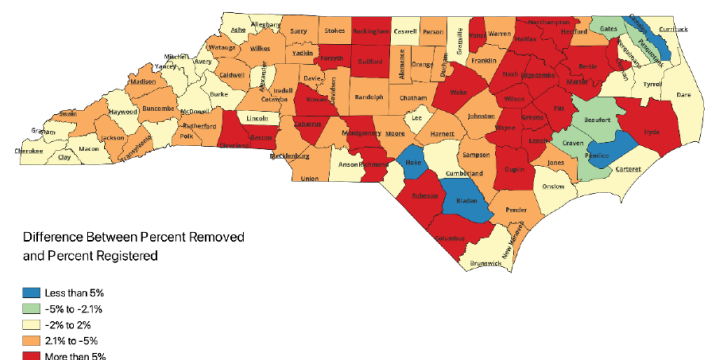 Ashe
Alleghany
Surry
Stokes
Rockingham
Caswell
Person
Granville
Vance
Warren
Northampton
Halifax
Hertford
Gates
Currituck
Watauga
Wilkes
Yadkin
Forsyth
Guilford
Alamance
Orange
Durham
Franklin
Bertie
Mitchell
Avery
Yancey
Caldwell
Alexander
Iredell
Davie
Davidson
Randolph
Chatham
Wake
Nash
Edgecombe
Martin
Tyrrell
Dare
Madison
Burke
Catawba
Rowan
Johnston
Wilson
Pitt
Beaufort
Hyde
Swain
Haywood
Buncombe
McDowell
Rutherford
Lincoln
Cabarrus
Montgomery
Moore
Lee
Harnett
Wayne
Greene
Lenoir
Craven
Pamlico
Graham
Jackson
Transylvania
Polk
Cleveland
Gaston
Mecklenburg
Cherokee
Clay
Macon
Union
Anson
Hoke
Cumberland
Sampson
Duplin
Jones
Carteret
Onslow
Robeson
Bladen
Pender
Columbus
New Hanover
Brunswick
Difference Between Percent Removed
and Percent Registered
Less than 5%
-5% to -2.1%
-2% to 2%
2.1% to -5%
More than 5%